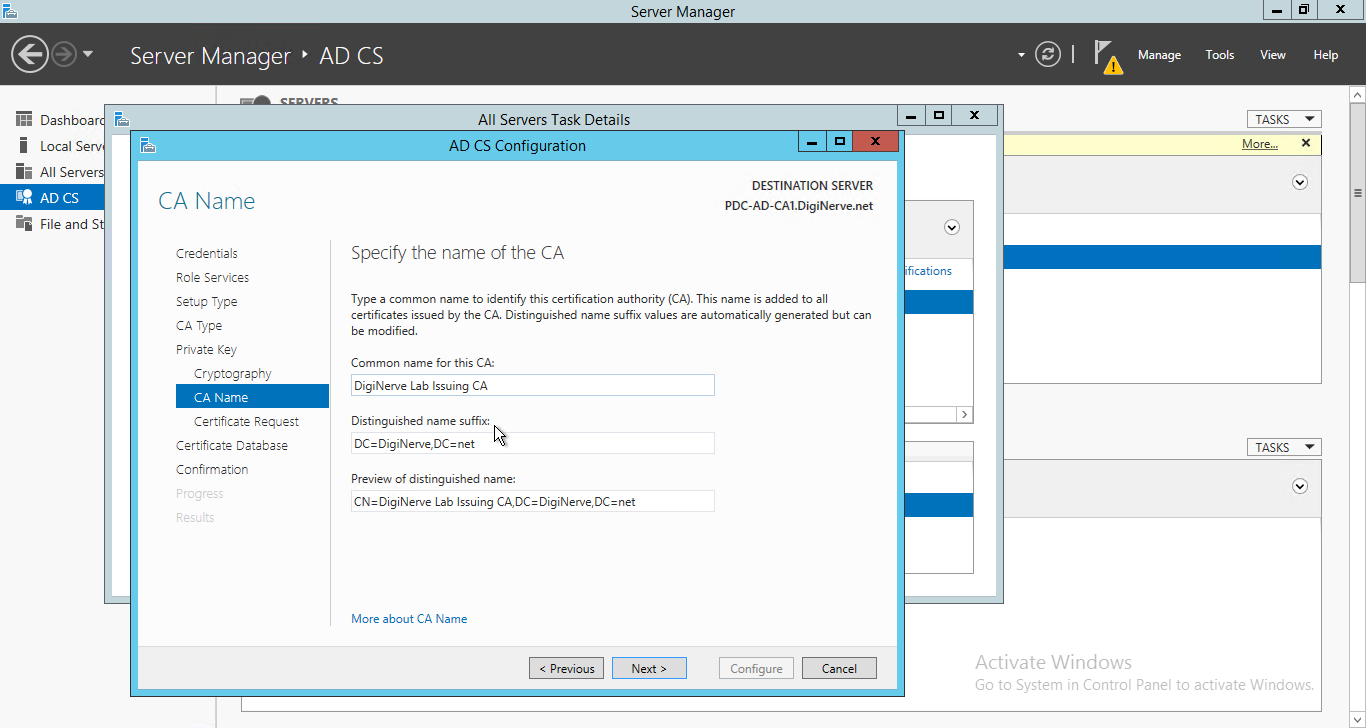 Server Manager
Server Manager ‣ AD CS
Manage Tools View Help
SERVERS
Dashboard
Local Serv
All Servers
AD CS
File and St
TASKS
More...
All Servers Task Details
AD CS Configuration
CA Name
DESTINATION SERVER
PDC-AD-CA1.DigiNerve.net
Credentials
Role Services
Setup Type
CA Type
Private Key
Cryptography
CA Name
Certificate Request
Certificate Database
Confirmation
Progress
Results
Specify the name of the CA
Type a common name to identify this certification authority (CA). This name is added to all
certificates issued by the CA. Distinguished name suffix values are automatically generated but can
be modified.
Common name for this CA:
DigiNerve Lab Issuing CA
Distinguished name suffix:
DC=DigiNerve,DC=net
Preview of distinguished name:
CN=DigiNerve Lab Issuing CA,DC=DigiNerve,DC=net
More about CA Name
< Previous
Next >
Configure
Cancel
ifications
TASKS
Activate Windows
Go to System in Control Panel to activate Windows.